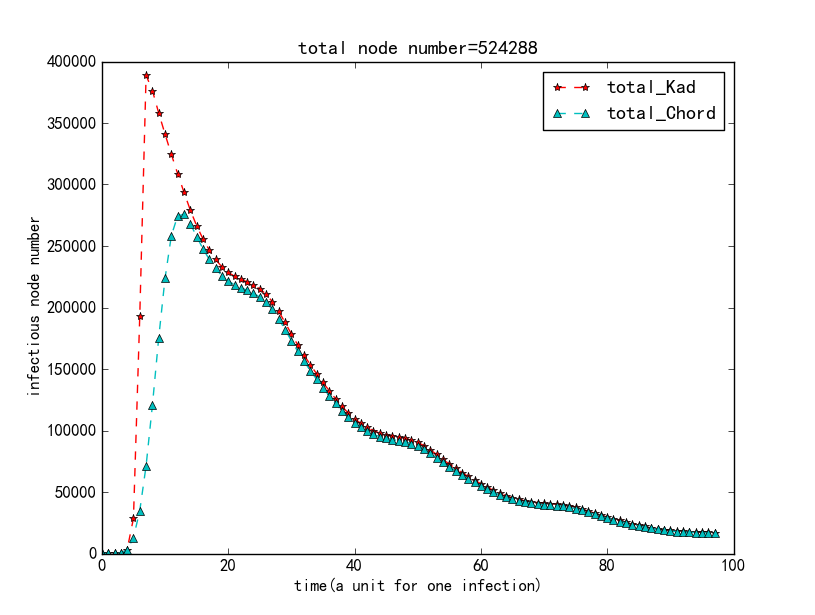 total node number=524288
400000
350000
300000
250000
200000
150000
100000
50000
0
infectious node number
total_Kad
total_Chord
0 20 40 60 80 100
time(a unit for one infection)